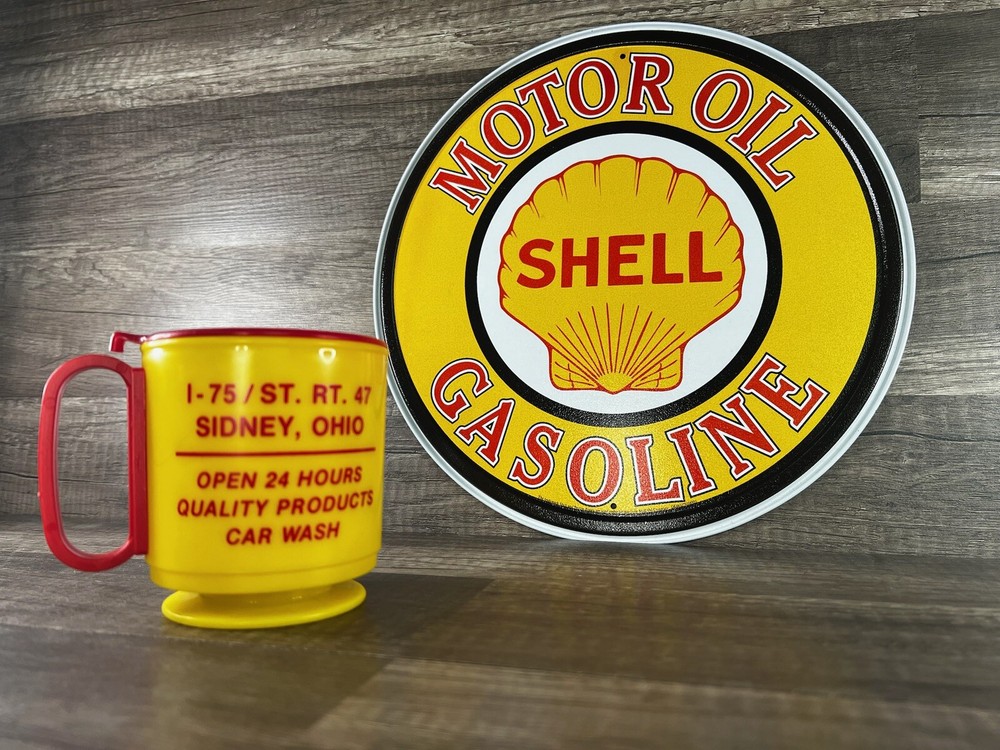 I-75 / ST. RT. 47
SIDNEY, OHIO
OPEN 24 HOURS
QUALITY PRODUCTS
CAR WASH
MOTOR OIL
SHELL
GASOLINE